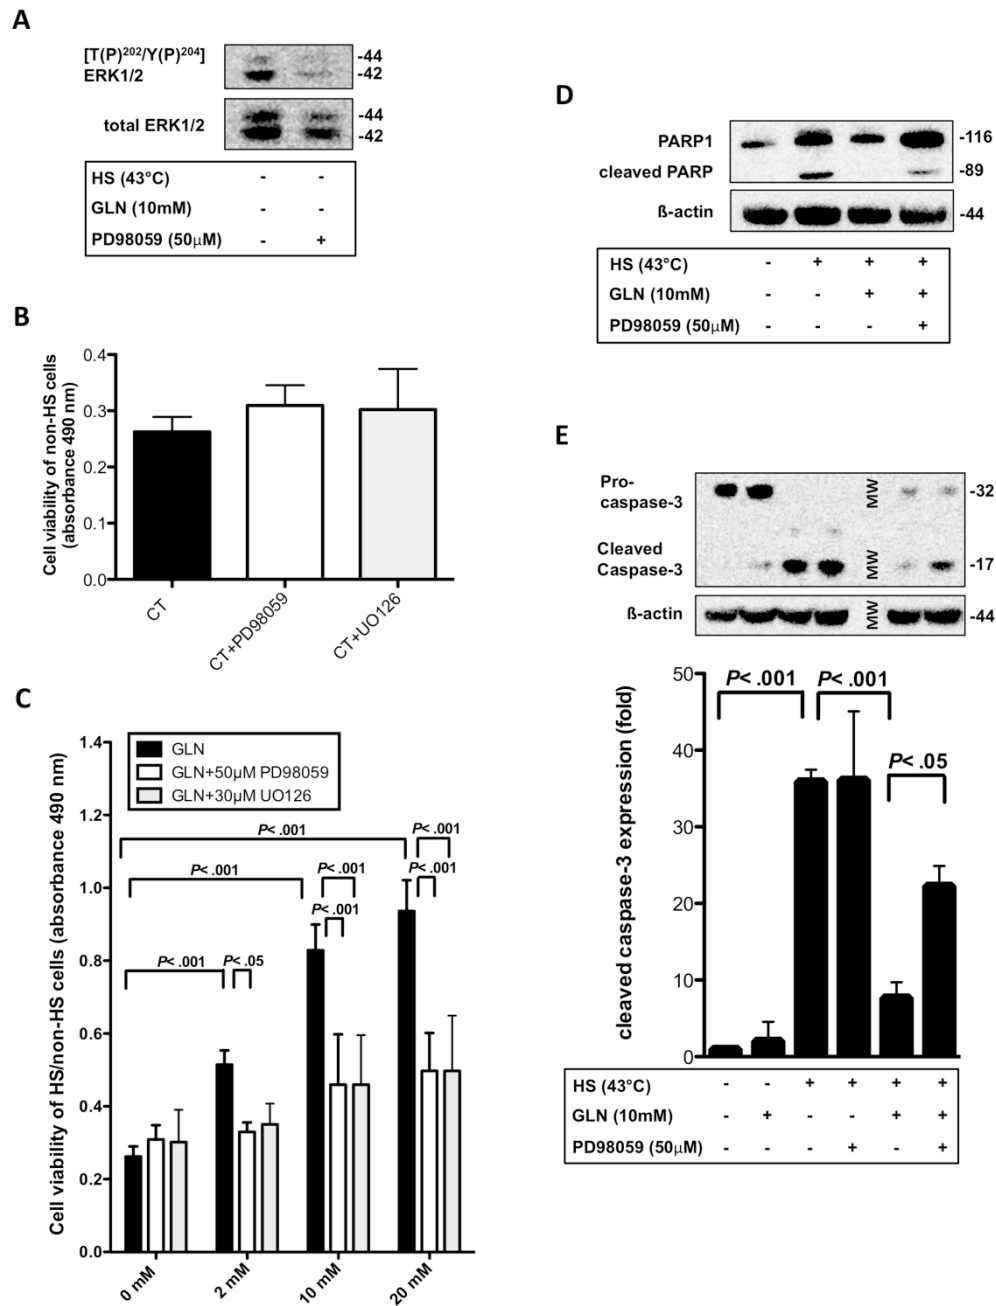 A
[T(P)²⁰²/Y(P)²⁰⁴]
ERK1/2
-44
-42
total ERK1/2
-44
-42
HS (43°C) - -
GLN (10mM) - -
PD98059 (50µM) - +
B
Cell viability of non-HS cells
(absorbance 490 nm)
0.4
0.3
0.2
0.1
0.0
CT
CT+PD98059
CT+UO126
C
Cell viability of HS/non-HS cells (absorbance 490 nm)
1.4
1.2
1.0
0.8
0.6
0.4
0.2
0.0
GLN
GLN+50µM PD98059
GLN+30µM UO126
P< .001
P< .001
P< .001
P< .001
P< .001
P< .001
P< .001
P< .05
0 mM
2 mM
10 mM
20 mM
D
PARP1
-116
cleaved PARP
-89
ß-actin
-44
HS (43°C) - + + +
GLN (10mM) - - + +
PD98059 (50µM) - - - +
E
Pro-
caspase-3
MW
-32
Cleaved
Caspase-3
MW
-17
ß-actin
MW
-44
cleaved caspase-3 expression (fold)
50
40
30
20
10
0
P< .001
P< .001
P< .05
HS (43°C) - - + + + +
GLN (10mM) - + - - + +
PD98059 (50µM) - - - + - +